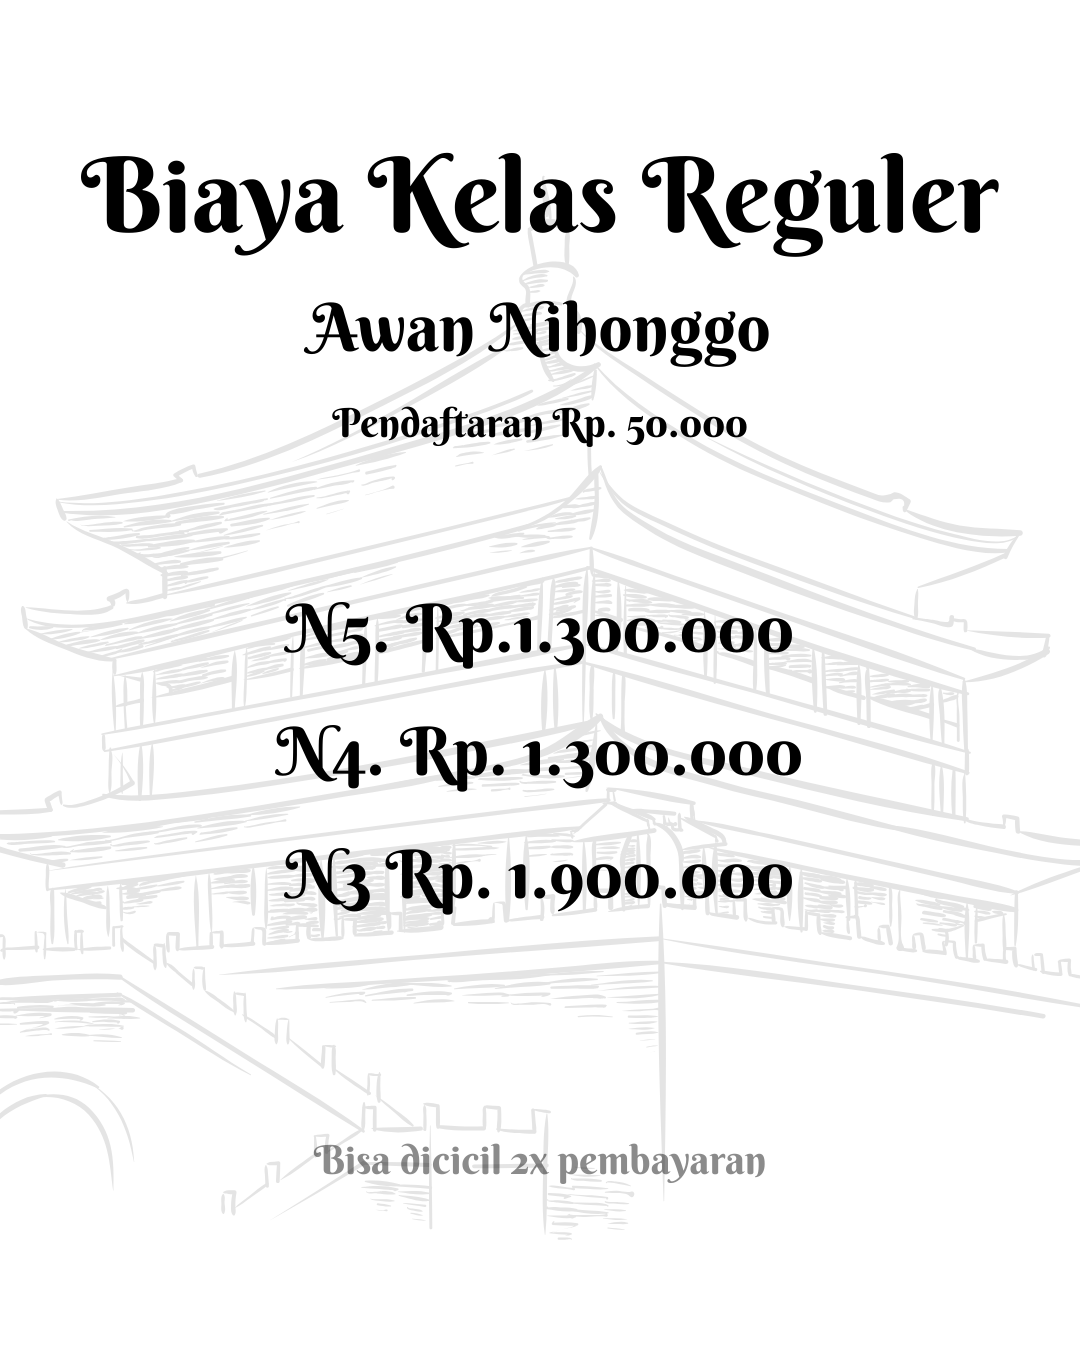 Biaya Kelas Reguler
Awan Nihonggo
Pendaftaran Rp. 50.000
N5. Rp.1.300.000
N4. Rp. 1.300.000
N3 Rp. 1.900.000
Bisa dicicil 2x pembayaran